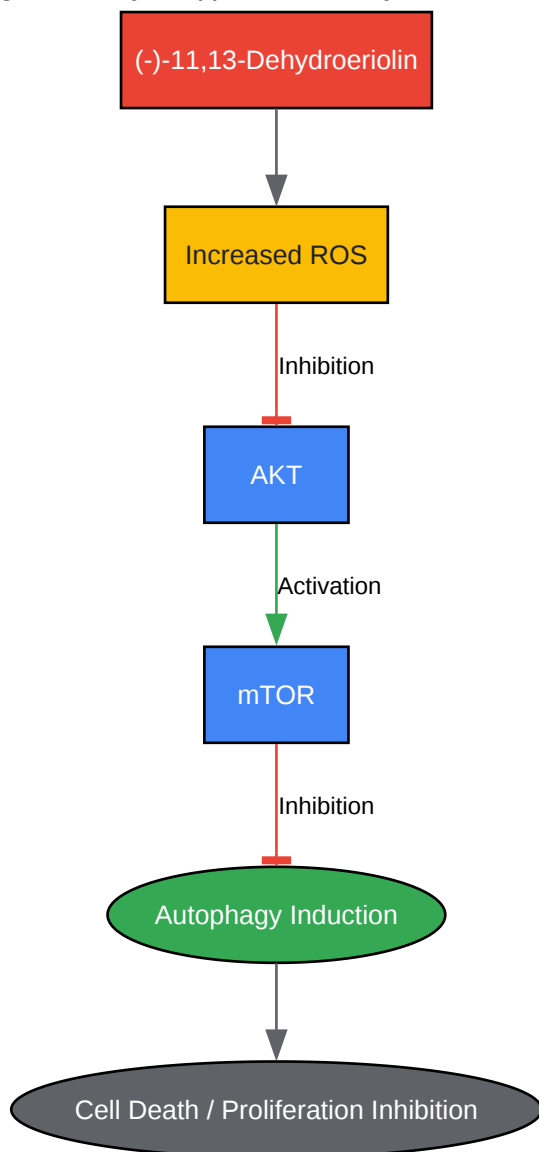 (-)-11,13-Dehydroeriolin
Increased ROS
Inhibition
AKT
Activation
mTOR
Inhibition
Autophagy Induction
Cell Death / Proliferation Inhibition